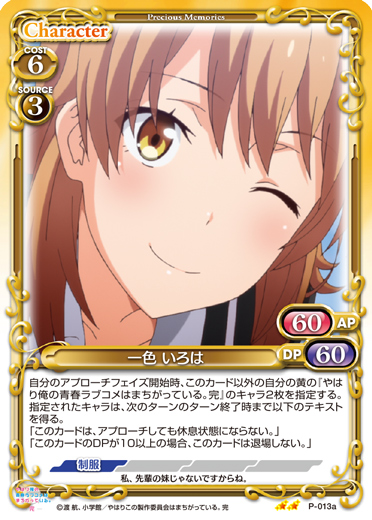 Precious Memories
Character
COST
6
SOURCE
3
60 AP
一色 いろは
DP 60
自分のアプローチフェイズ開始時、このカード以外の自分の黄の『やは
り俺の青春ラブコメはまちがっている。完』のキャラ2枚を指定する。
指定されたキャラは、次のターンのターン終了時まで以下のテキスト
を得る。
「このカードは、アプローチしても休息状態にならない。」
「このカードのDPが10以上の場合、このカードは退場しない。」
制服
私、先輩の妹じゃないですからね。
©渡 航、小学館／やはりこの製作委員会はまちがっている。完
P-013a